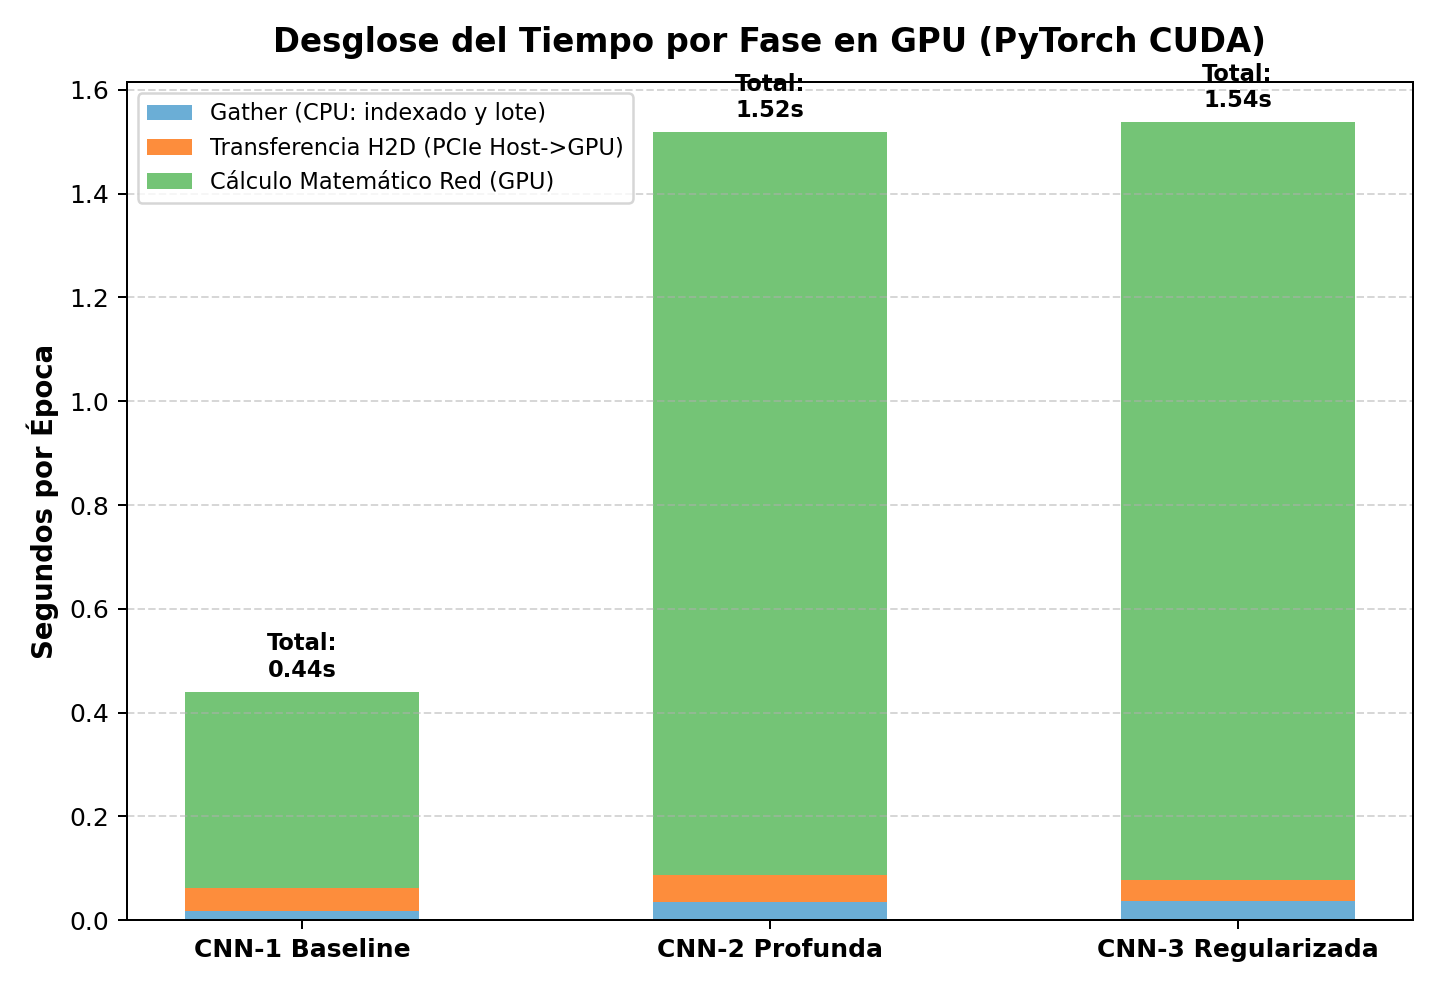 Desglose del Tiempo por Fase en GPU (PyTorch CUDA)
Gather (CPU: indexado y lote)
Transferencia H2D (PCIe Host->GPU)
Cálculo Matemático Red (GPU)
Total:
1.52s
Total:
1.54s
Total:
0.44s
Segundos por Época
1.6
1.4
1.2
1.0
0.8
0.6
0.4
0.2
0.0
CNN-1 Baseline
CNN-2 Profunda
CNN-3 Regularizada